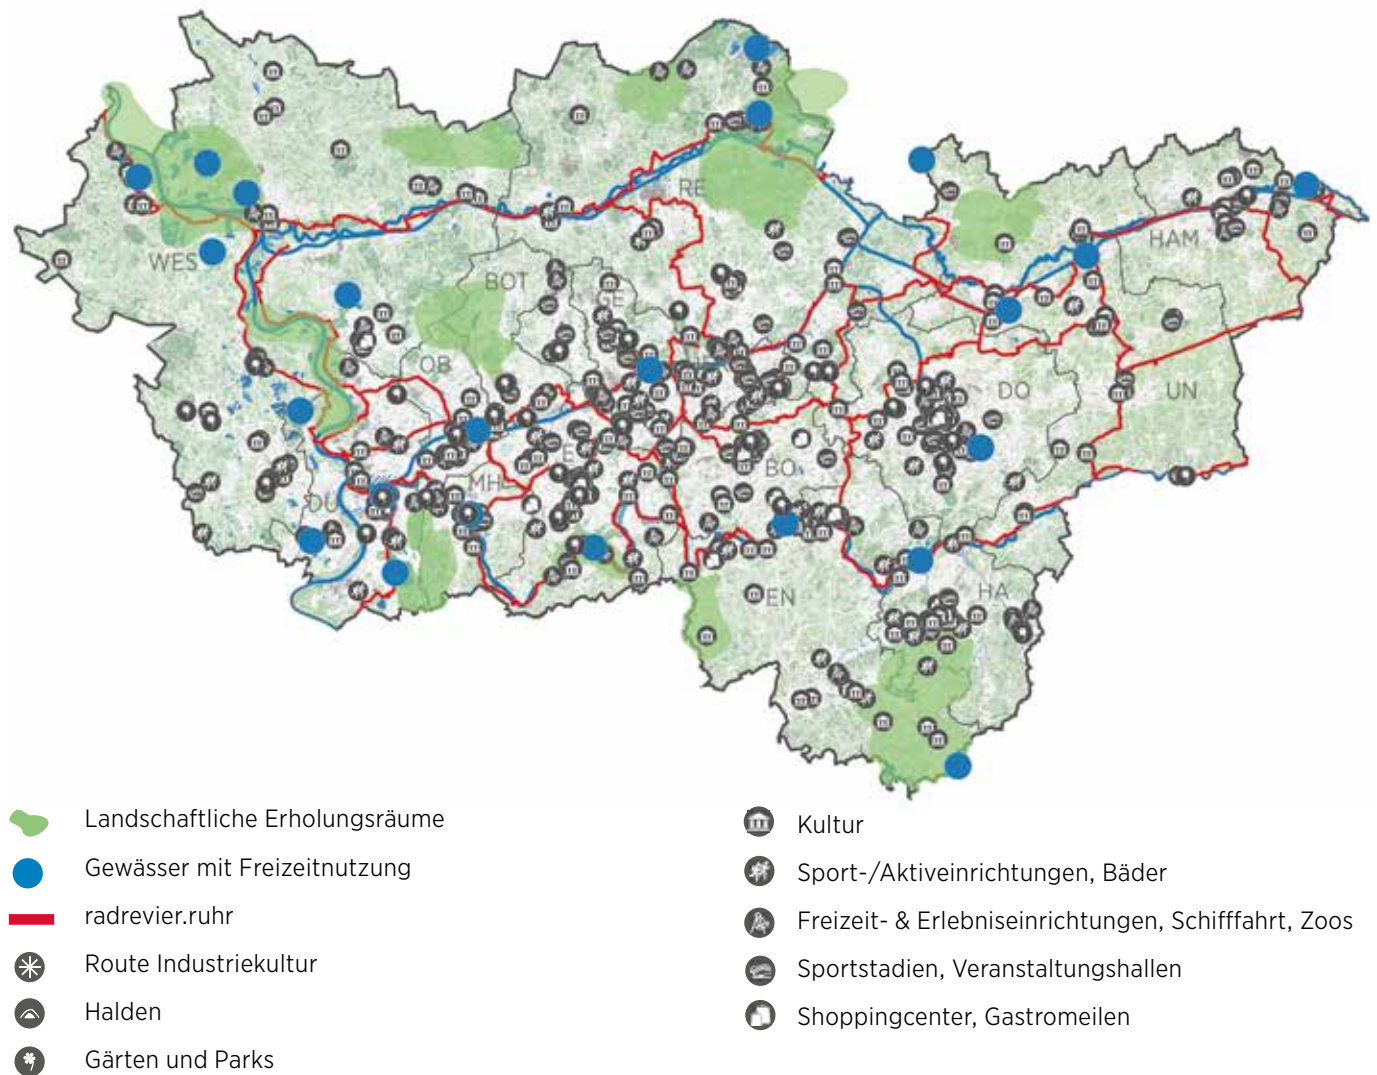 RE
WES
HAM
BOT
GE
OB
DO
UN
E
BO
MH
DU
EN
HA
Landschaftliche Erholungsräume
Gewässer mit Freizeitnutzung
radrevier.ruhr
Route Industriekultur
Halden
Gärten und Parks
Kultur
Sport-/Aktiveinrichtungen, Bäder
Freizeit- & Erlebniseinrichtungen, Schifffahrt, Zoos
Sportstadien, Veranstaltungshallen
Shoppingcenter, Gastromeilen